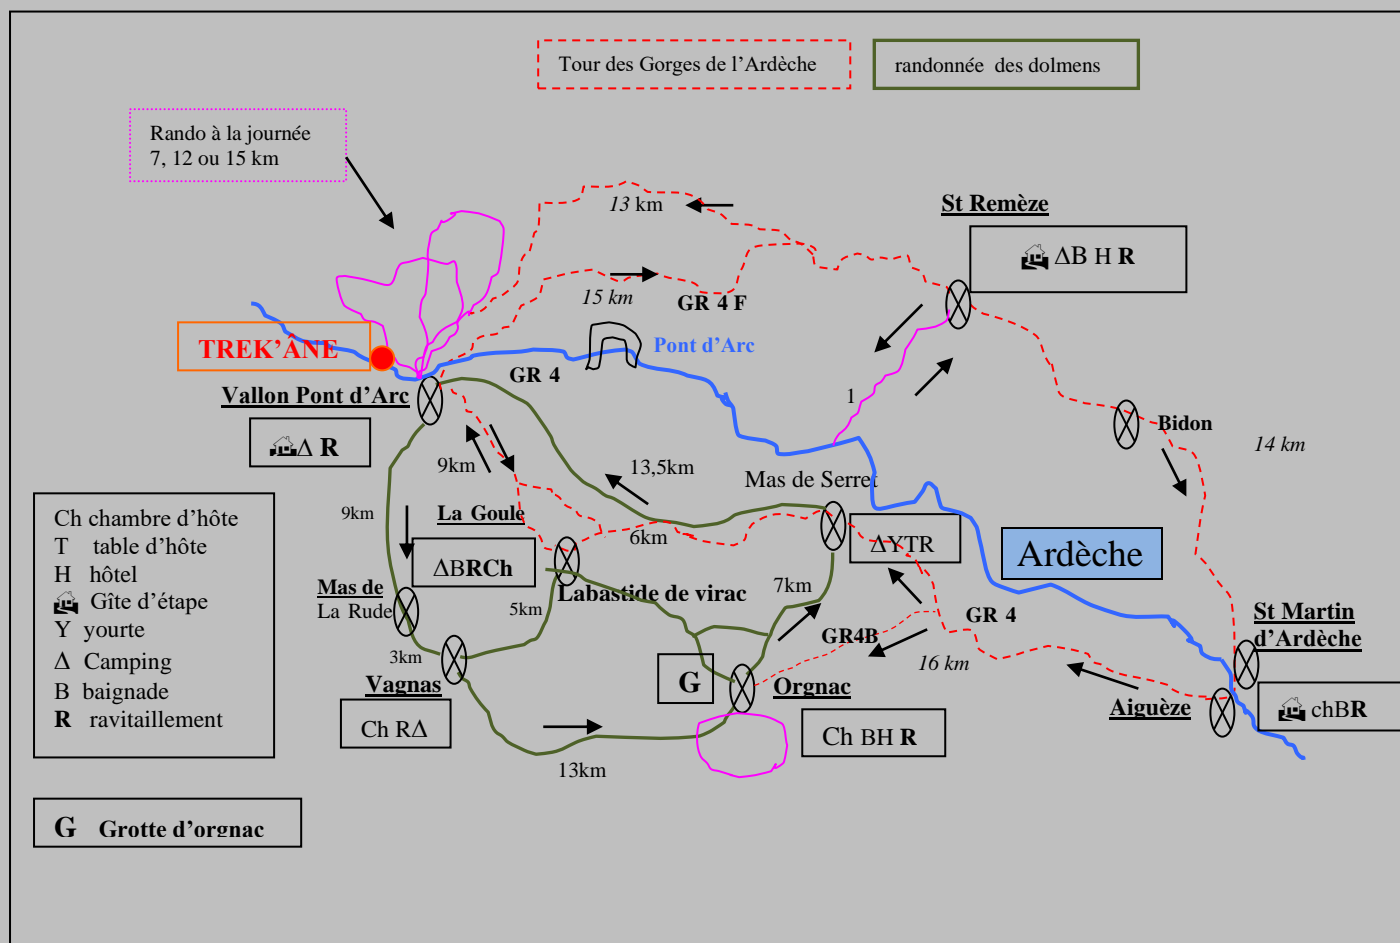 Tour des Gorges de l'Ardèche
randonnée des dolmens
Rando à la journée
7, 12 ou 15 km
13 km
St Remèze
ΔB H R
15 km
GR 4 F
TREK'ÂNE
Pont d'Arc
GR 4
Vallon Pont d'Arc
Δ R
1
Bidon
14 km
9km
13,5km
Mas de Serret
Ch chambre d'hôte
T table d'hôte
H hôtel
Gîte d'étape
Y yourte
Δ Camping
B baignade
R ravitaillement
9km
La Goule
6km
ΔBRCh
ΔYTR
Ardèche
Mas de
La Rude
5km
Labastide de virac
7km
GR4B
GR 4
St Martin
d'Ardèche
3km
16 km
Vagnas
G
Orgnac
Aiguèze
chBR
Ch RΔ
Ch BH R
13km
G Grotte d'orgnac